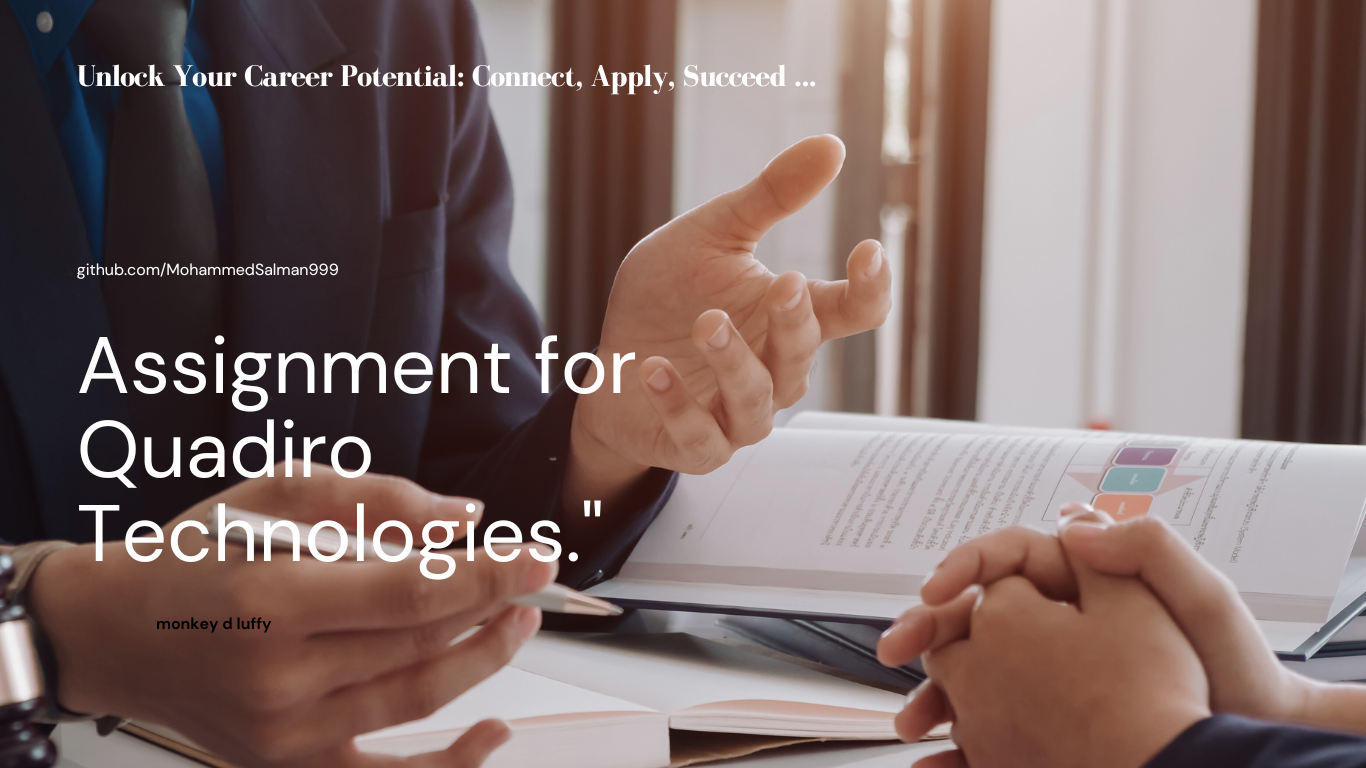 Unlock Your Career Potential: Connect, Apply, Succeed ...
github.com/MohammedSalman999
Assignment for
Quadiro
Technologies."
monkey d luffy